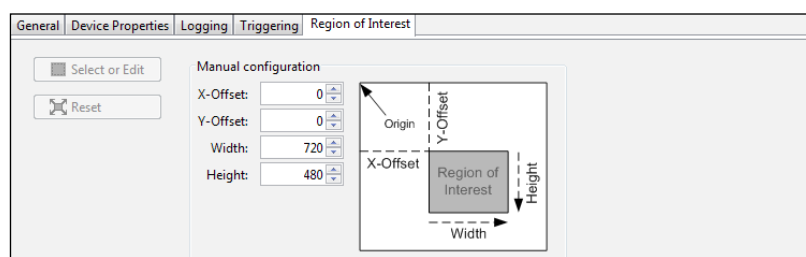 General Device Properties Logging Triggering Region of Interest
Select or Edit
Reset
Manual configuration
X-Offset: 0
Y-Offset: 0
Width: 720
Height: 480
Origin
Y-Offset
X-Offset
Region of
Interest
Height
Width